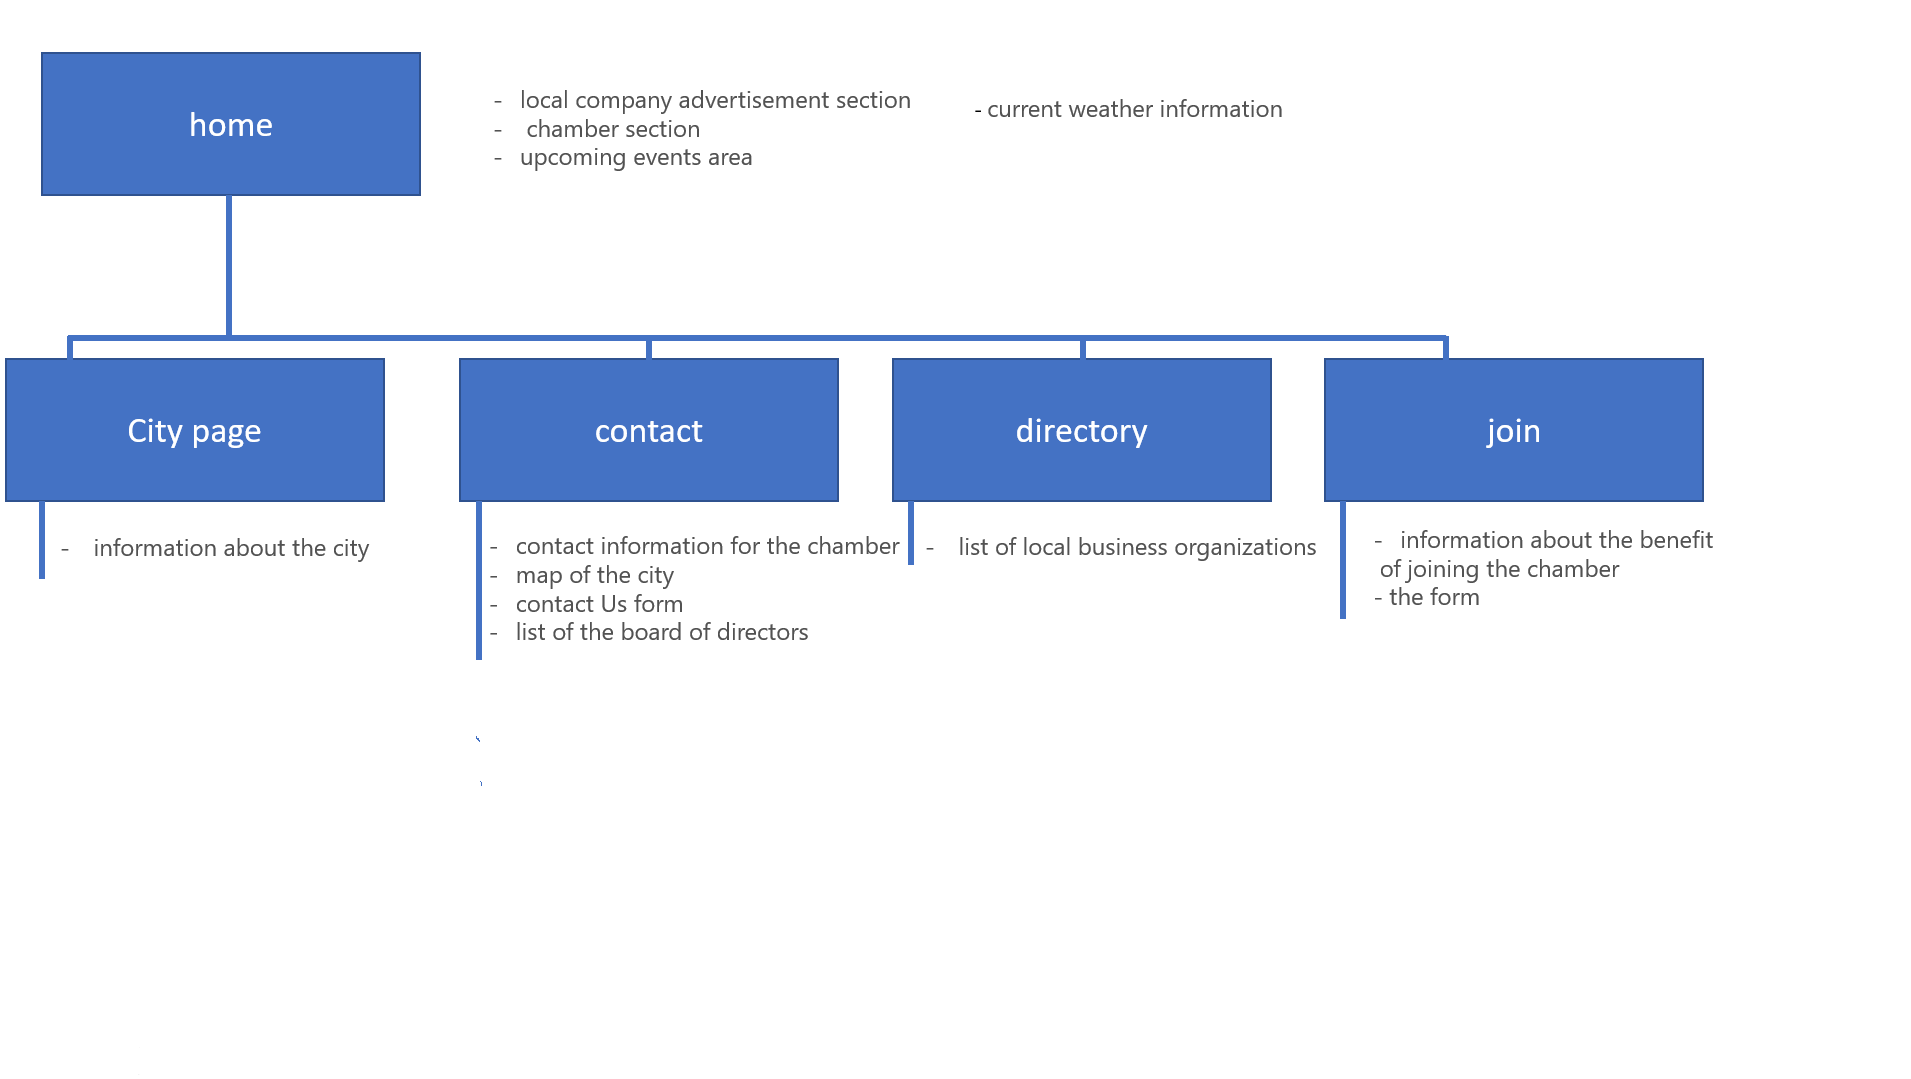 home
- local company advertisement section
- chamber section
- upcoming events area
- current weather information
City page
contact
directory
join
- information about the city
- contact information for the chamber
- map of the city
- contact Us form
- list of the board of directors
- list of local business organizations
- information about the benefit
of joining the chamber
- the form